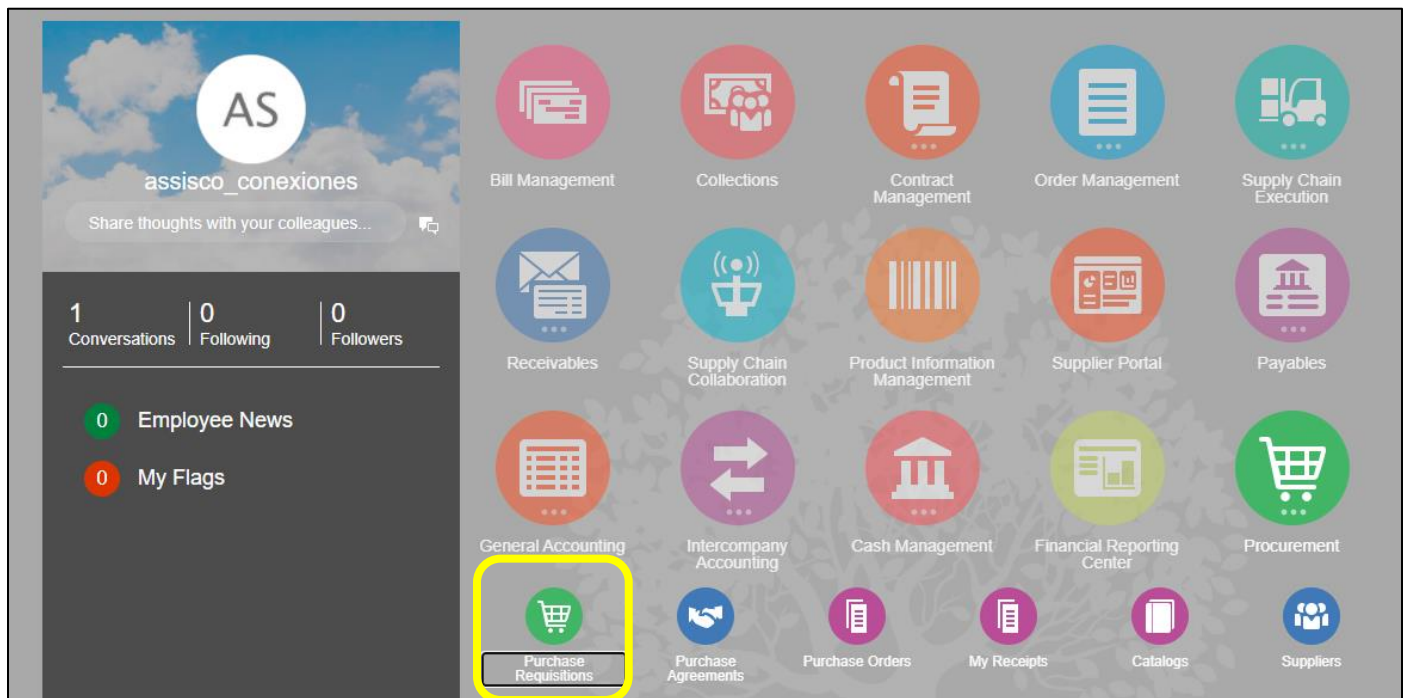 AS
assisco_conexiones
Share thoughts with your colleagues...
1
Conversations
0
Following
0
Followers
0 Employee News
0 My Flags
Bill Management
Collections
Contract
Management
Order Management
Supply Chain
Execution
Receivables
Supply Chain
Collaboration
Product Information
Management
Supplier Portal
Payables
General Accounting
Intercompany
Accounting
Cash Management
Financial Reporting
Center
Procurement
Purchase
Requisitions
Purchase
Agreements
Purchase Orders
My Receipts
Catalogs
Suppliers